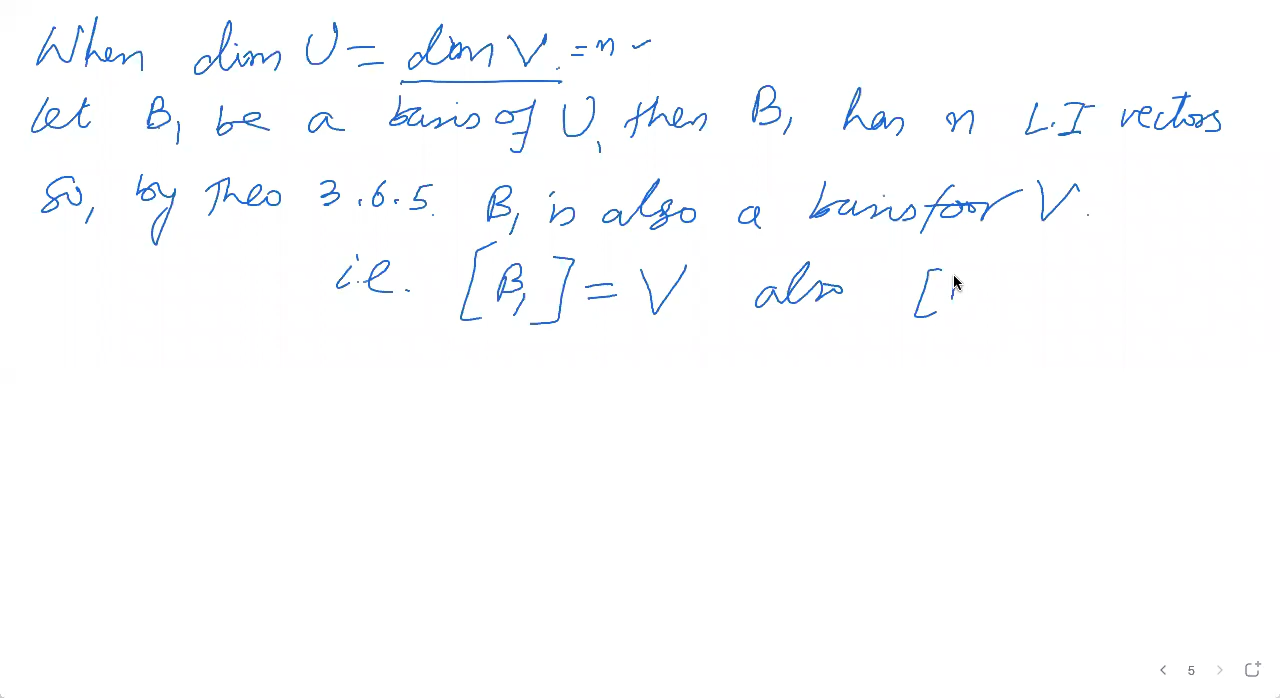 When dim U = dim V. = n
let B₁ be a basis of U, then B₁ has n L.I vectors
So, by Theo 3.6.5. B₁ is also a basis for V.
i.e. [B₁] = V also [
5